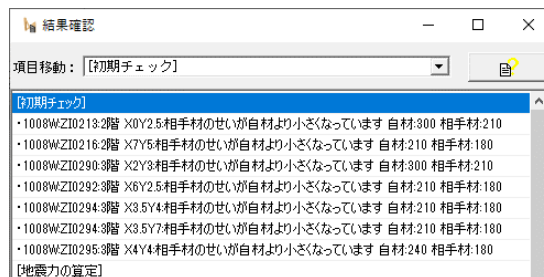 結果確認
項目移動： [初期チェック]
[初期チェック]
・1008W:ZI0213:2階 X0Y2.5:相手材のせいが自材より小さくなっています 自材:300 相手材:210
・1008W:ZI0216:2階 X7Y5:相手材のせいが自材より小さくなっています 自材:210 相手材:180
・1008W:ZI0290:3階 X2Y3:相手材のせいが自材より小さくなっています 自材:300 相手材:210
・1008W:ZI0292:3階 X6Y2.5:相手材のせいが自材より小さくなっています 自材:210 相手材:180
・1008W:ZI0294:3階 X3.5Y4:相手材のせいが自材より小さくなっています 自材:210 相手材:180
・1008W:ZI0294:3階 X3.5Y7:相手材のせいが自材より小さくなっています 自材:210 相手材:180
・1008W:ZI0295:3階 X4Y4:相手材のせいが自材より小さくなっています 自材:240 相手材:180
[地震力の算定]